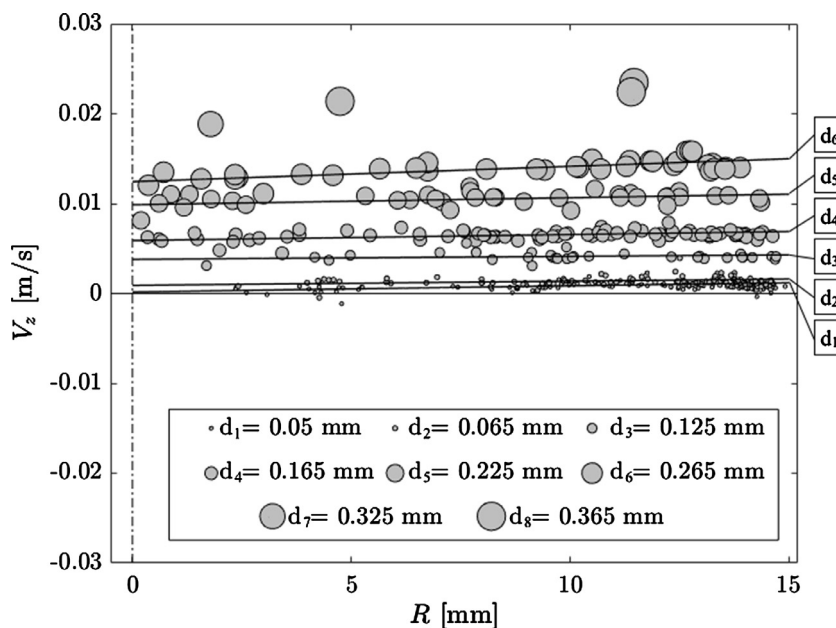 0.03
0.02
0.01
0
-0.01
-0.02
-0.03
V_z [m/s]
0 5 10 15
R [mm]
d₆
d₅
d₄
d₃
d₂
d₁
d₁= 0.05 mm d₂= 0.065 mm d₃= 0.125 mm
d₄= 0.165 mm d₅= 0.225 mm d₆= 0.265 mm
d₇= 0.325 mm d₈= 0.365 mm